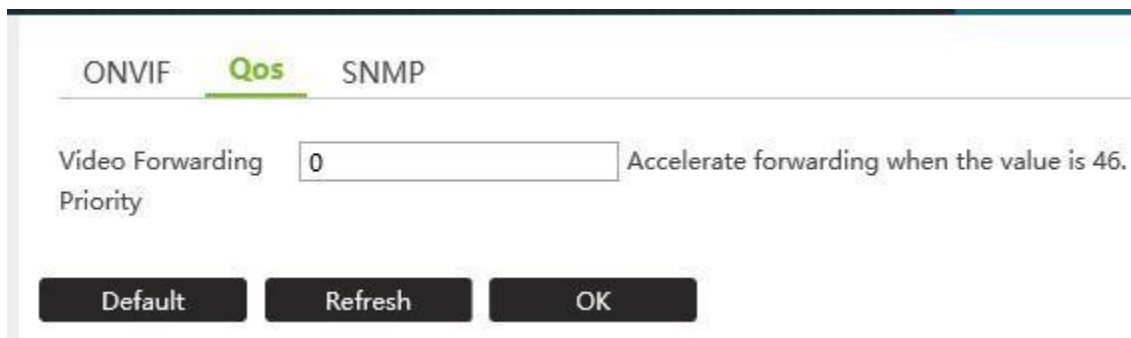 ONVIF Qos SNMP
Video Forwarding 0 Accelerate forwarding when the value is 46.
Priority
Default Refresh OK